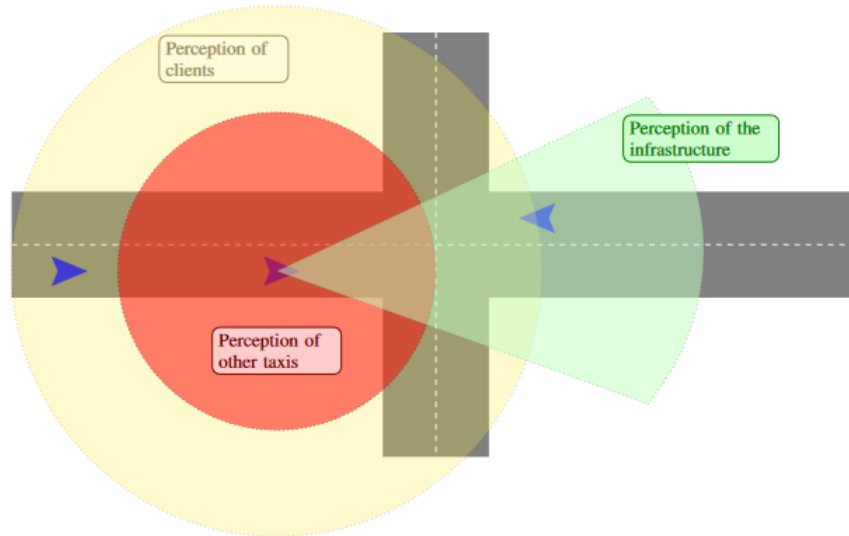 Perception of
clients
Perception of the
infrastructure
Perception of
other taxis